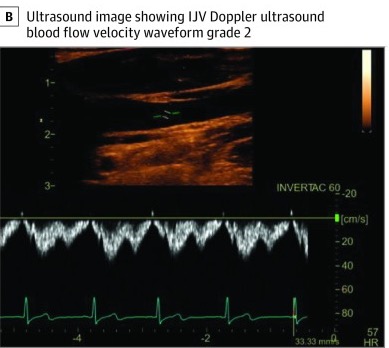 B Ultrasound image showing IJV Doppler ultrasound
blood flow velocity waveform grade 2
1-
2-
3-
INVERTAC 60
-20
[cm/s]
20
40
60
80
-4 -2 0
33.33 mm/s
57
HR